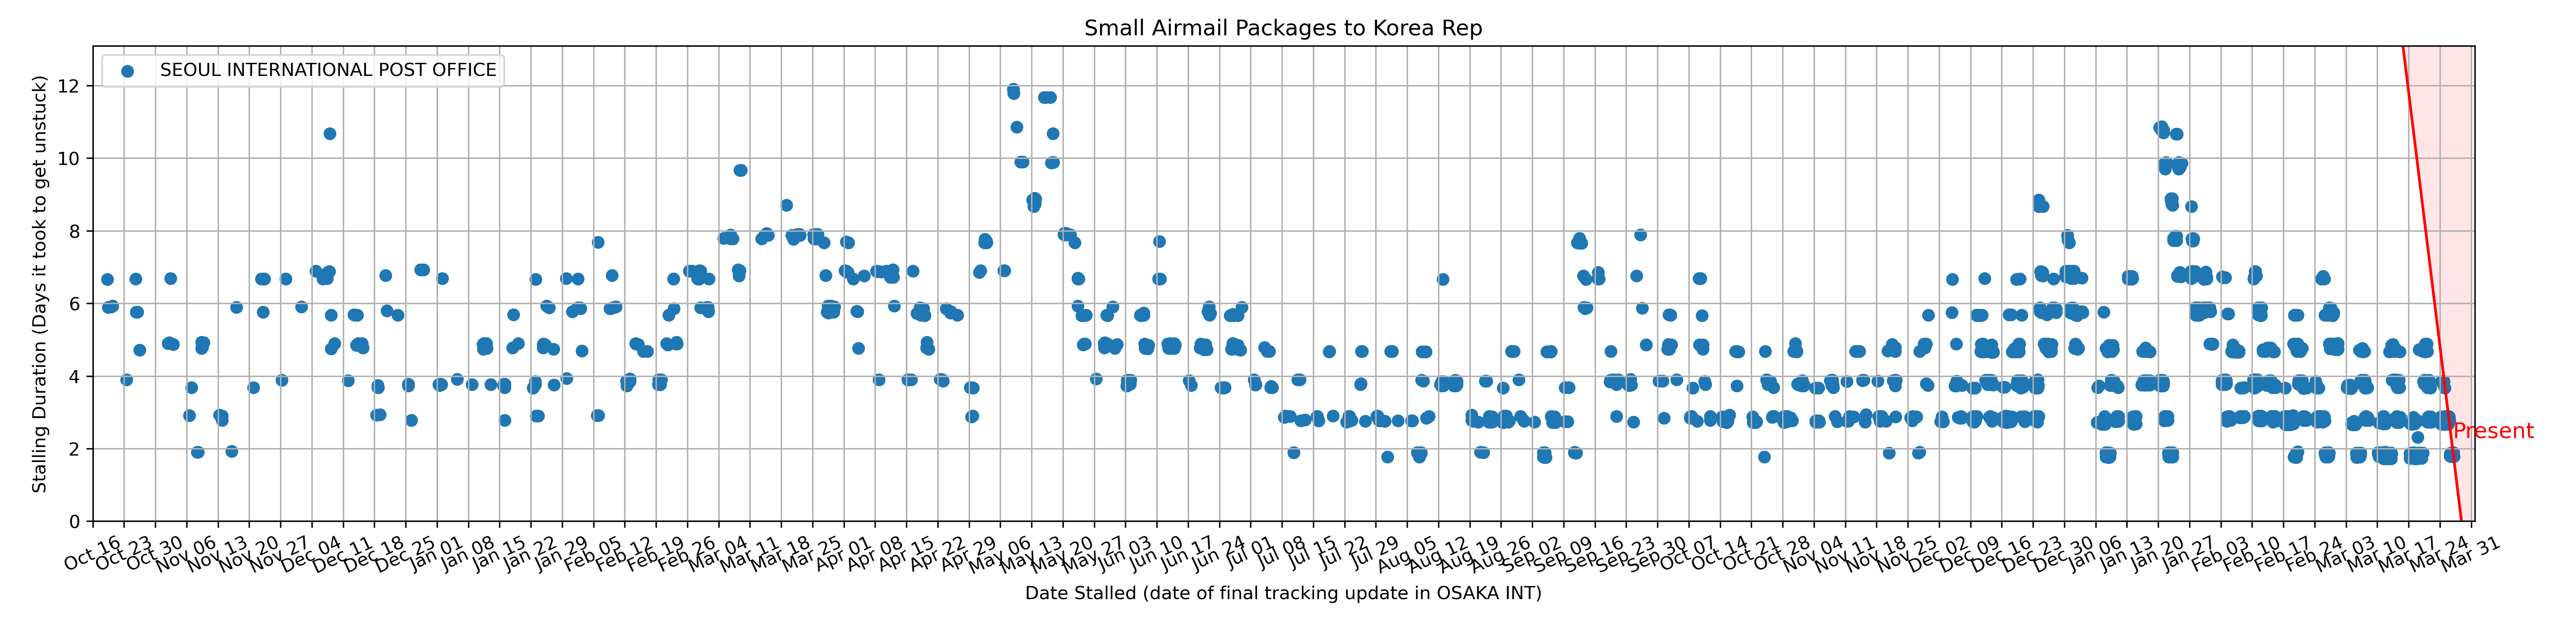 Small Airmail Packages to Korea Rep
SEOUL INTERNATIONAL POST OFFICE
Stalling Duration (Days it took to get unstuck)
12
10
8
6
4
2
0
Present
Oct 16 Oct 23 Oct 30 Nov 06 Nov 13 Nov 20 Nov 27 Dec 04 Dec 11 Dec 18 Dec 25 Jan 01 Jan 08 Jan 15 Jan 22 Jan 29 Feb 05 Feb 12 Feb 19 Feb 26 Mar 04 Mar 11 Mar 18 Mar 25 Apr 01 Apr 08 Apr 15 Apr 22 Apr 29 May 06 May 13 May 20 May 27 Jun 03 Jun 10 Jun 17 Jun 24 Jul 01 Jul 08 Jul 15 Jul 22 Jul 29 Aug 05 Aug 12 Aug 19 Aug 26 Sep 02 Sep 09 Sep 16 Sep 23 Sep 30 Oct 07 Oct 14 Oct 21 Oct 28 Nov 04 Nov 11 Nov 18 Nov 25 Dec 02 Dec 09 Dec 16 Dec 23 Dec 30 Jan 06 Jan 13 Jan 20 Jan 27 Feb 03 Feb 10 Feb 17 Feb 24 Mar 03 Mar 10 Mar 17 Mar 24 Mar 31
Date Stalled (date of final tracking update in OSAKA INT)